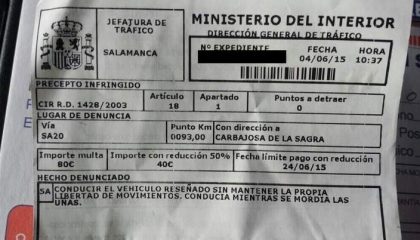 JEFATURA DE
TRÁFICO
SALAMANCA
MINISTERIO DEL INTERIOR
DIRECCIÓN GENERAL DE TRÁFICO
Nº EXPEDIENTE FECHA HORA
04/06/15 10:37
PRECEPTO INFRINGIDO
CIR R.D. 1428/2003
Artículo Apartado Puntos a detraer
18 1 0
LUGAR DE DENUNCIA
Vía Punto Km Con dirección a
SA20 0093,00 CARBAJOSA DE LA SAGRA
Importe multa Importe con reducción 50% Fecha límite pago con reducción
80€ 40€ 24/06/15
HECHO DENUNCIADO
5A CONDUCIR EL VEHICULO RESEÑADO SIN MANTENER LA PROPIA
LIBERTAD DE MOVIMIENTOS. CONDUCIA MIENTRAS SE MORDIA LAS
UÑAS.